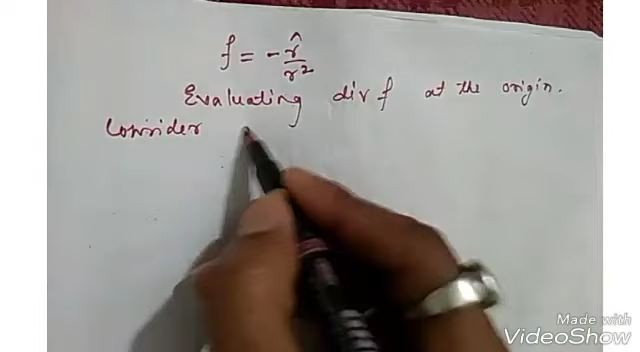 f = - r̂ / r²
Evaluating div f at the origin.
Consider
Made with
VideoShow